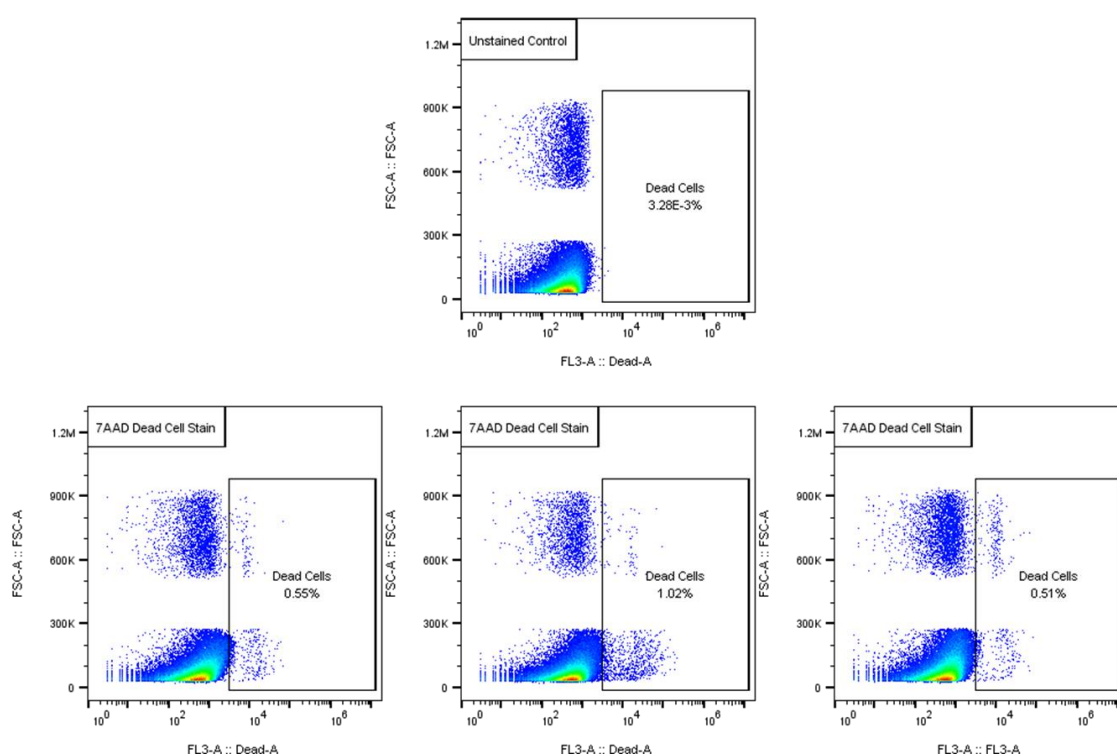 Unstained Control
1.2M
900K
600K
300K
0
FSC-A :: FSC-A
Dead Cells
3.28E-3%
10^0 10^2 10^4 10^6
FL3-A :: Dead-A
7AAD Dead Cell Stain
1.2M
900K
600K
300K
0
FSC-A :: FSC-A
Dead Cells
0.55%
10^0 10^2 10^4 10^6
FL3-A :: Dead-A
7AAD Dead Cell Stain
1.2M
900K
600K
300K
0
FSC-A :: FSC-A
Dead Cells
1.02%
10^0 10^2 10^4 10^6
FL3-A :: Dead-A
7AAD Dead Cell Stain
1.2M
900K
600K
300K
0
FSC-A :: FSC-A
Dead Cells
0.51%
10^0 10^2 10^4 10^6
FL3-A :: FL3-A